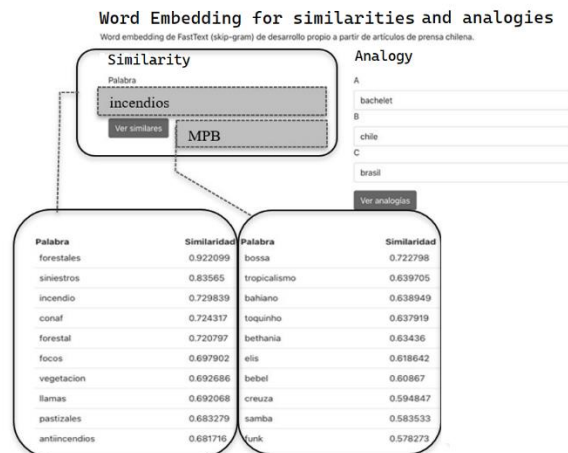 Word Embedding for similarities and analogies
Word embedding de FastText (skip-gram) de desarrollo propio a partir de artículos de prensa chilena.
Similarity
Palabra
incendios
Ver similares
MPB
Analogy
A
bachelet
B
chile
C
brasil
Ver analogías
Palabra Similaridad
forestales 0.922099
siniestros 0.83565
incendio 0.729839
conaf 0.724317
forestal 0.720797
focos 0.697902
vegetacion 0.692686
llamas 0.692068
pastizales 0.683279
antiincendios 0.681716
Palabra Similaridad
bossa 0.722798
tropicalismo 0.639705
bahiano 0.638949
toquinho 0.637919
bethania 0.63436
elis 0.618642
bebel 0.60867
creuza 0.594847
samba 0.583533
funk 0.578273